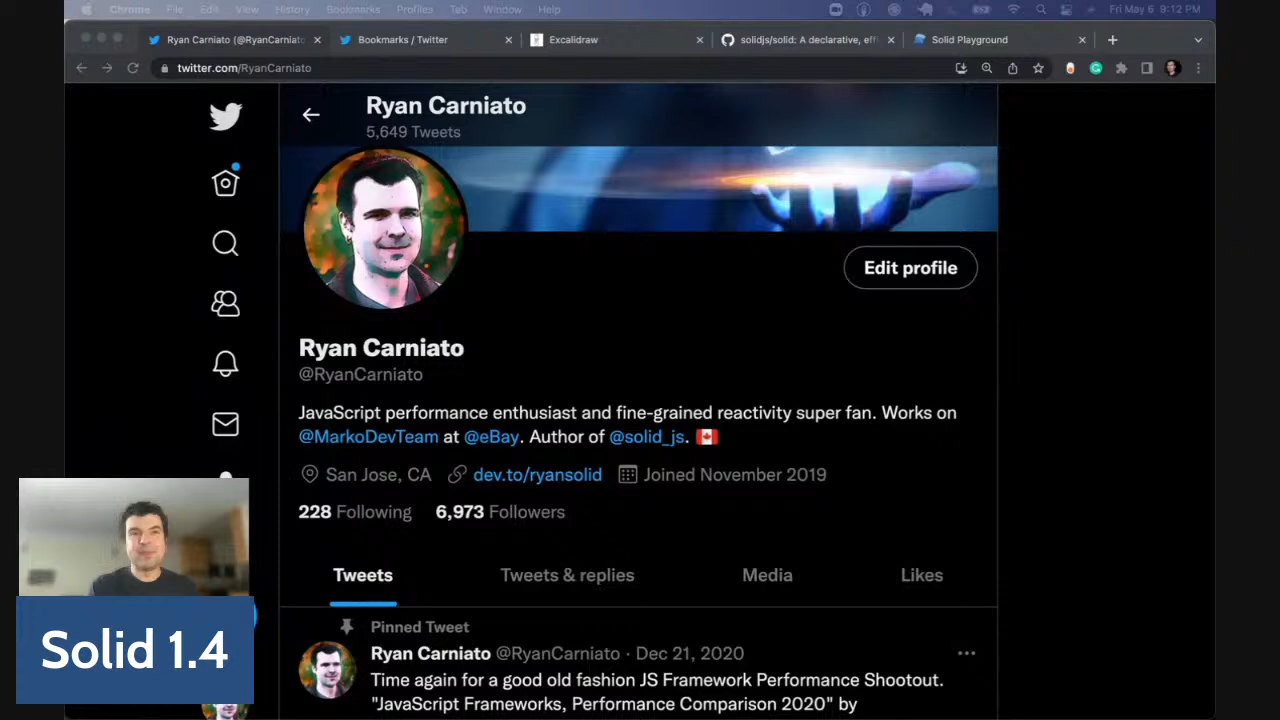 Chrome File Edit View History Bookmarks Profiles Tab Window Help Fri May 6 9:12 PM
Ryan Carniato (@RyanCarniato Bookmarks / Twitter Excalidraw solidjs/solid: A declarative, eff Solid Playground
twitter.com/RyanCarniato
Ryan Carniato
5,649 Tweets
Edit profile
Ryan Carniato
@RyanCarniato
JavaScript performance enthusiast and fine-grained reactivity super fan. Works on
@MarkoDevTeam at @eBay. Author of @solid_js. 🇨🇦
San Jose, CA dev.to/ryansolid Joined November 2019
228 Following 6,973 Followers
Tweets Tweets & replies Media Likes
Pinned Tweet
Ryan Carniato @RyanCarniato · Dec 21, 2020
Time again for a good old fashion JS Framework Performance Shootout.
"JavaScript Frameworks, Performance Comparison 2020" by
Solid 1.4